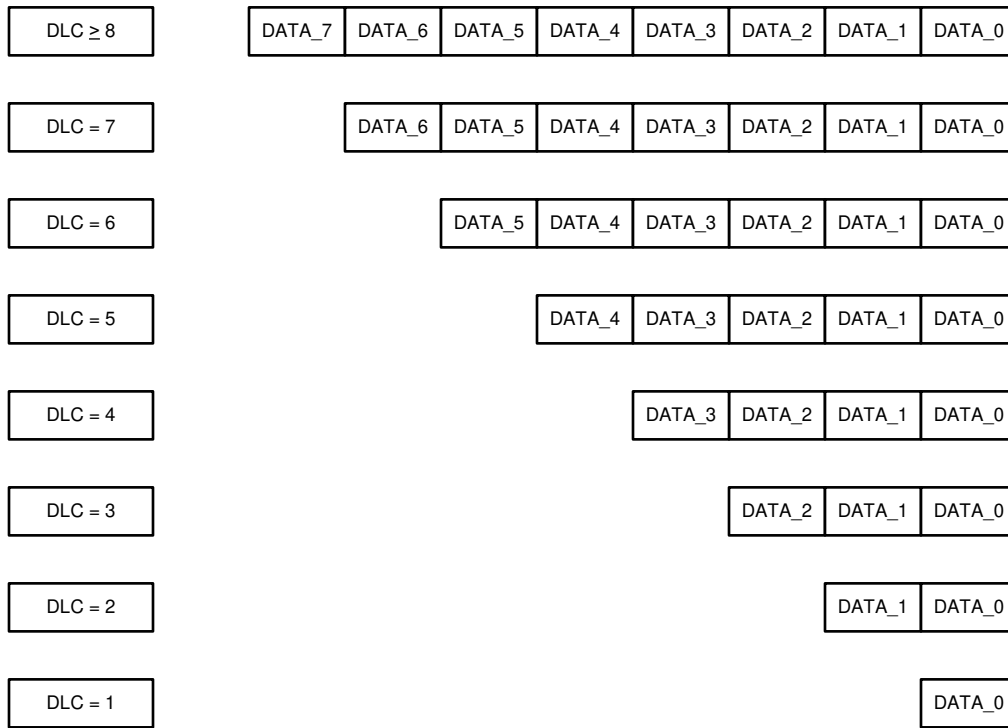 DLC ≥ 8 DATA_7 DATA_6 DATA_5 DATA_4 DATA_3 DATA_2 DATA_1 DATA_0
DLC = 7 DATA_6 DATA_5 DATA_4 DATA_3 DATA_2 DATA_1 DATA_0
DLC = 6 DATA_5 DATA_4 DATA_3 DATA_2 DATA_1 DATA_0
DLC = 5 DATA_4 DATA_3 DATA_2 DATA_1 DATA_0
DLC = 4 DATA_3 DATA_2 DATA_1 DATA_0
DLC = 3 DATA_2 DATA_1 DATA_0
DLC = 2 DATA_1 DATA_0
DLC = 1 DATA_0